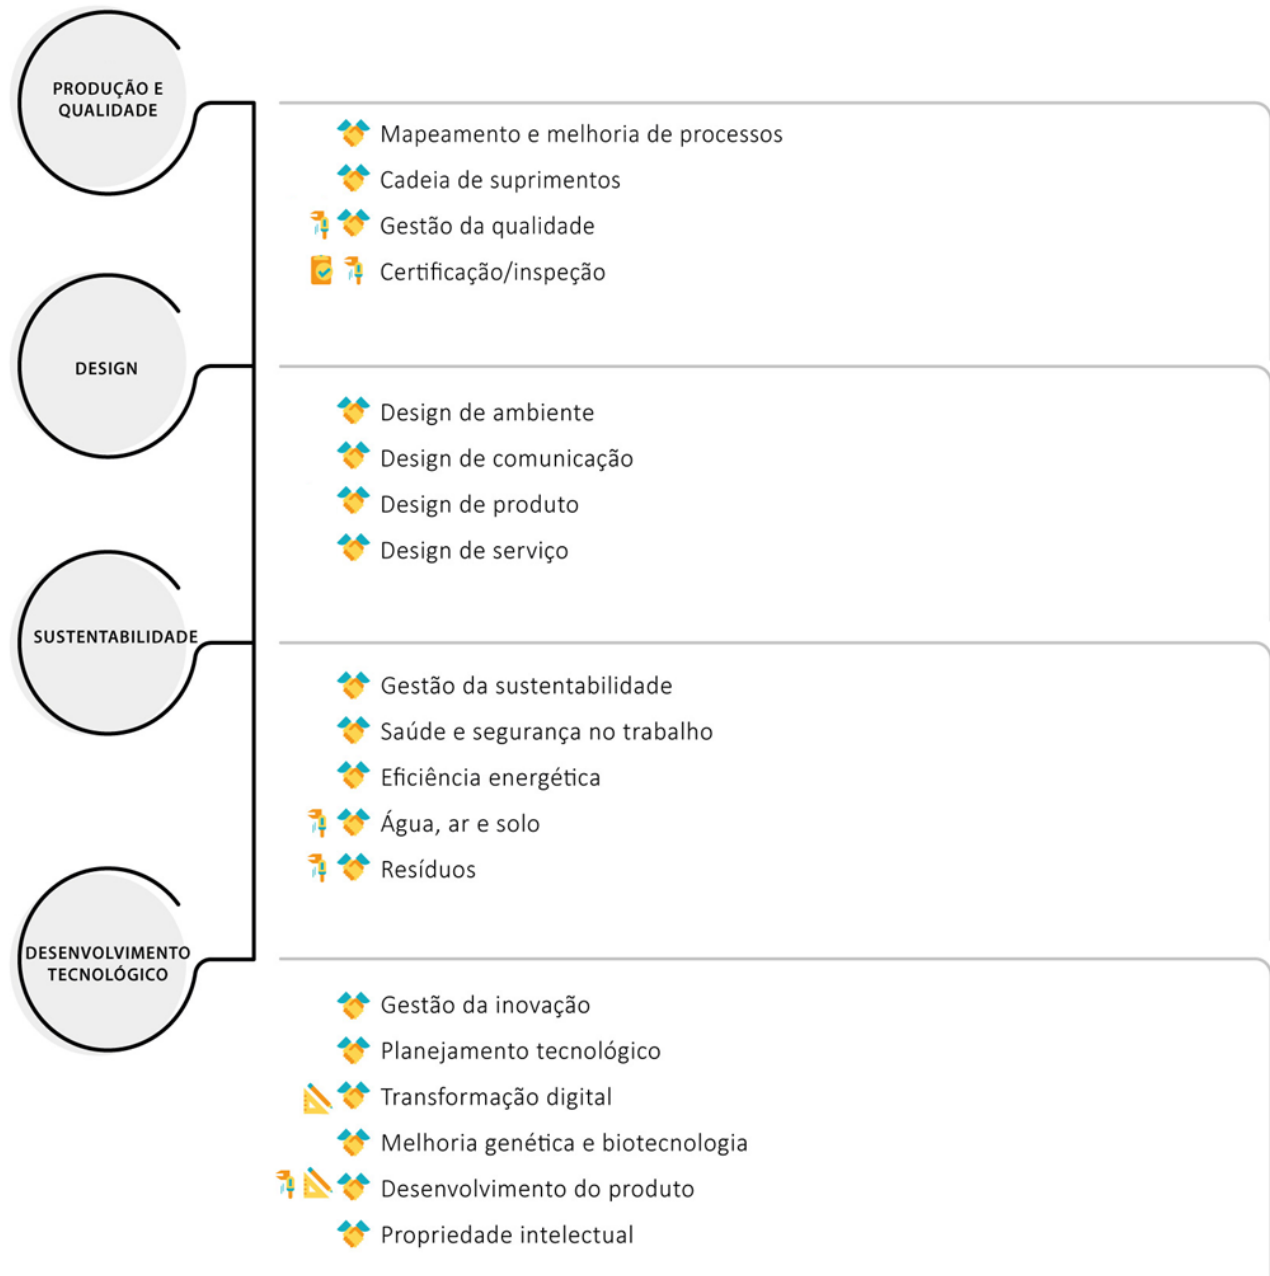 PRODUÇÃO E
QUALIDADE
Mapeamento e melhoria de processos
Cadeia de suprimentos
Gestão da qualidade
Certificação/inspeção
DESIGN
Design de ambiente
Design de comunicação
Design de produto
Design de serviço
SUSTENTABILIDADE
Gestão da sustentabilidade
Saúde e segurança no trabalho
Eficiência energética
Água, ar e solo
Resíduos
DESENVOLVIMENTO
TECNOLÓGICO
Gestão da inovação
Planejamento tecnológico
Transformação digital
Melhoria genética e biotecnologia
Desenvolvimento do produto
Propriedade intelectual